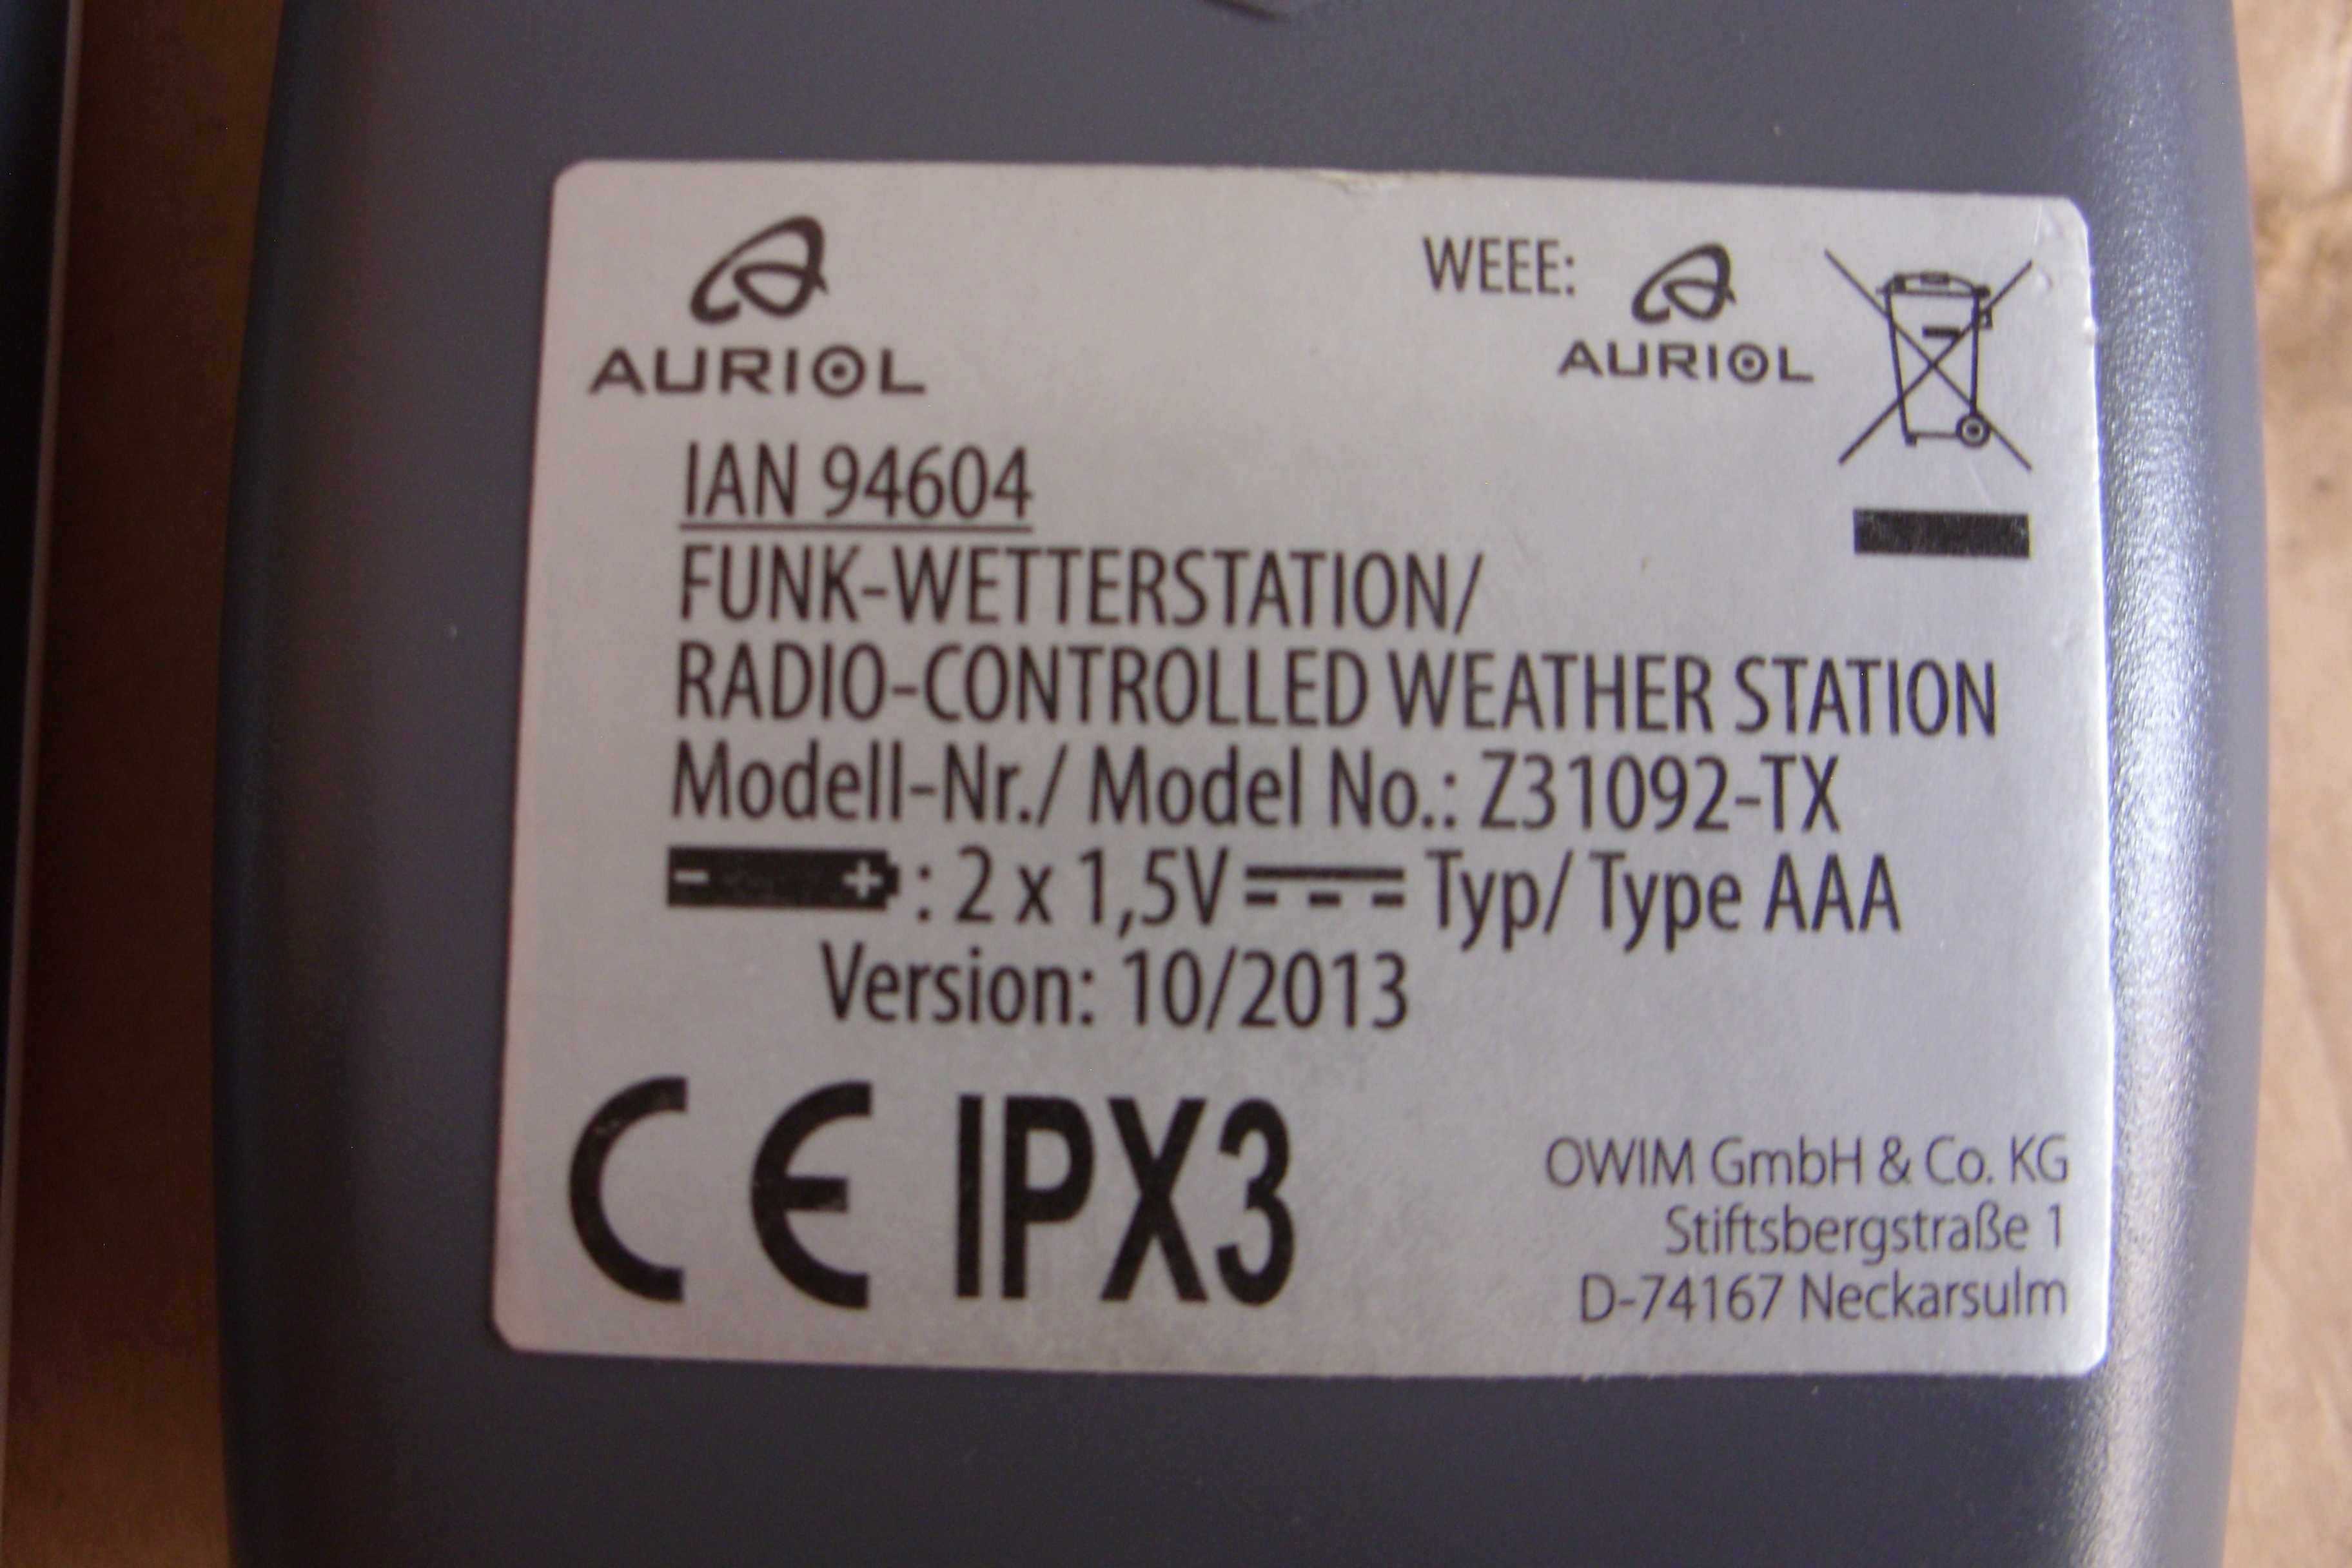 AURIOL
WEEE: AURIOL
IAN 94604
FUNK-WETTERSTATION/
RADIO-CONTROLLED WEATHER STATION
Modell-Nr./ Model No.: Z31092-TX
- + : 2 x 1,5V Typ/ Type AAA
Version: 10/2013
CE IPX3
OWIM GmbH & Co. KG
Stiftsbergstraße 1
D-74167 Neckarsulm